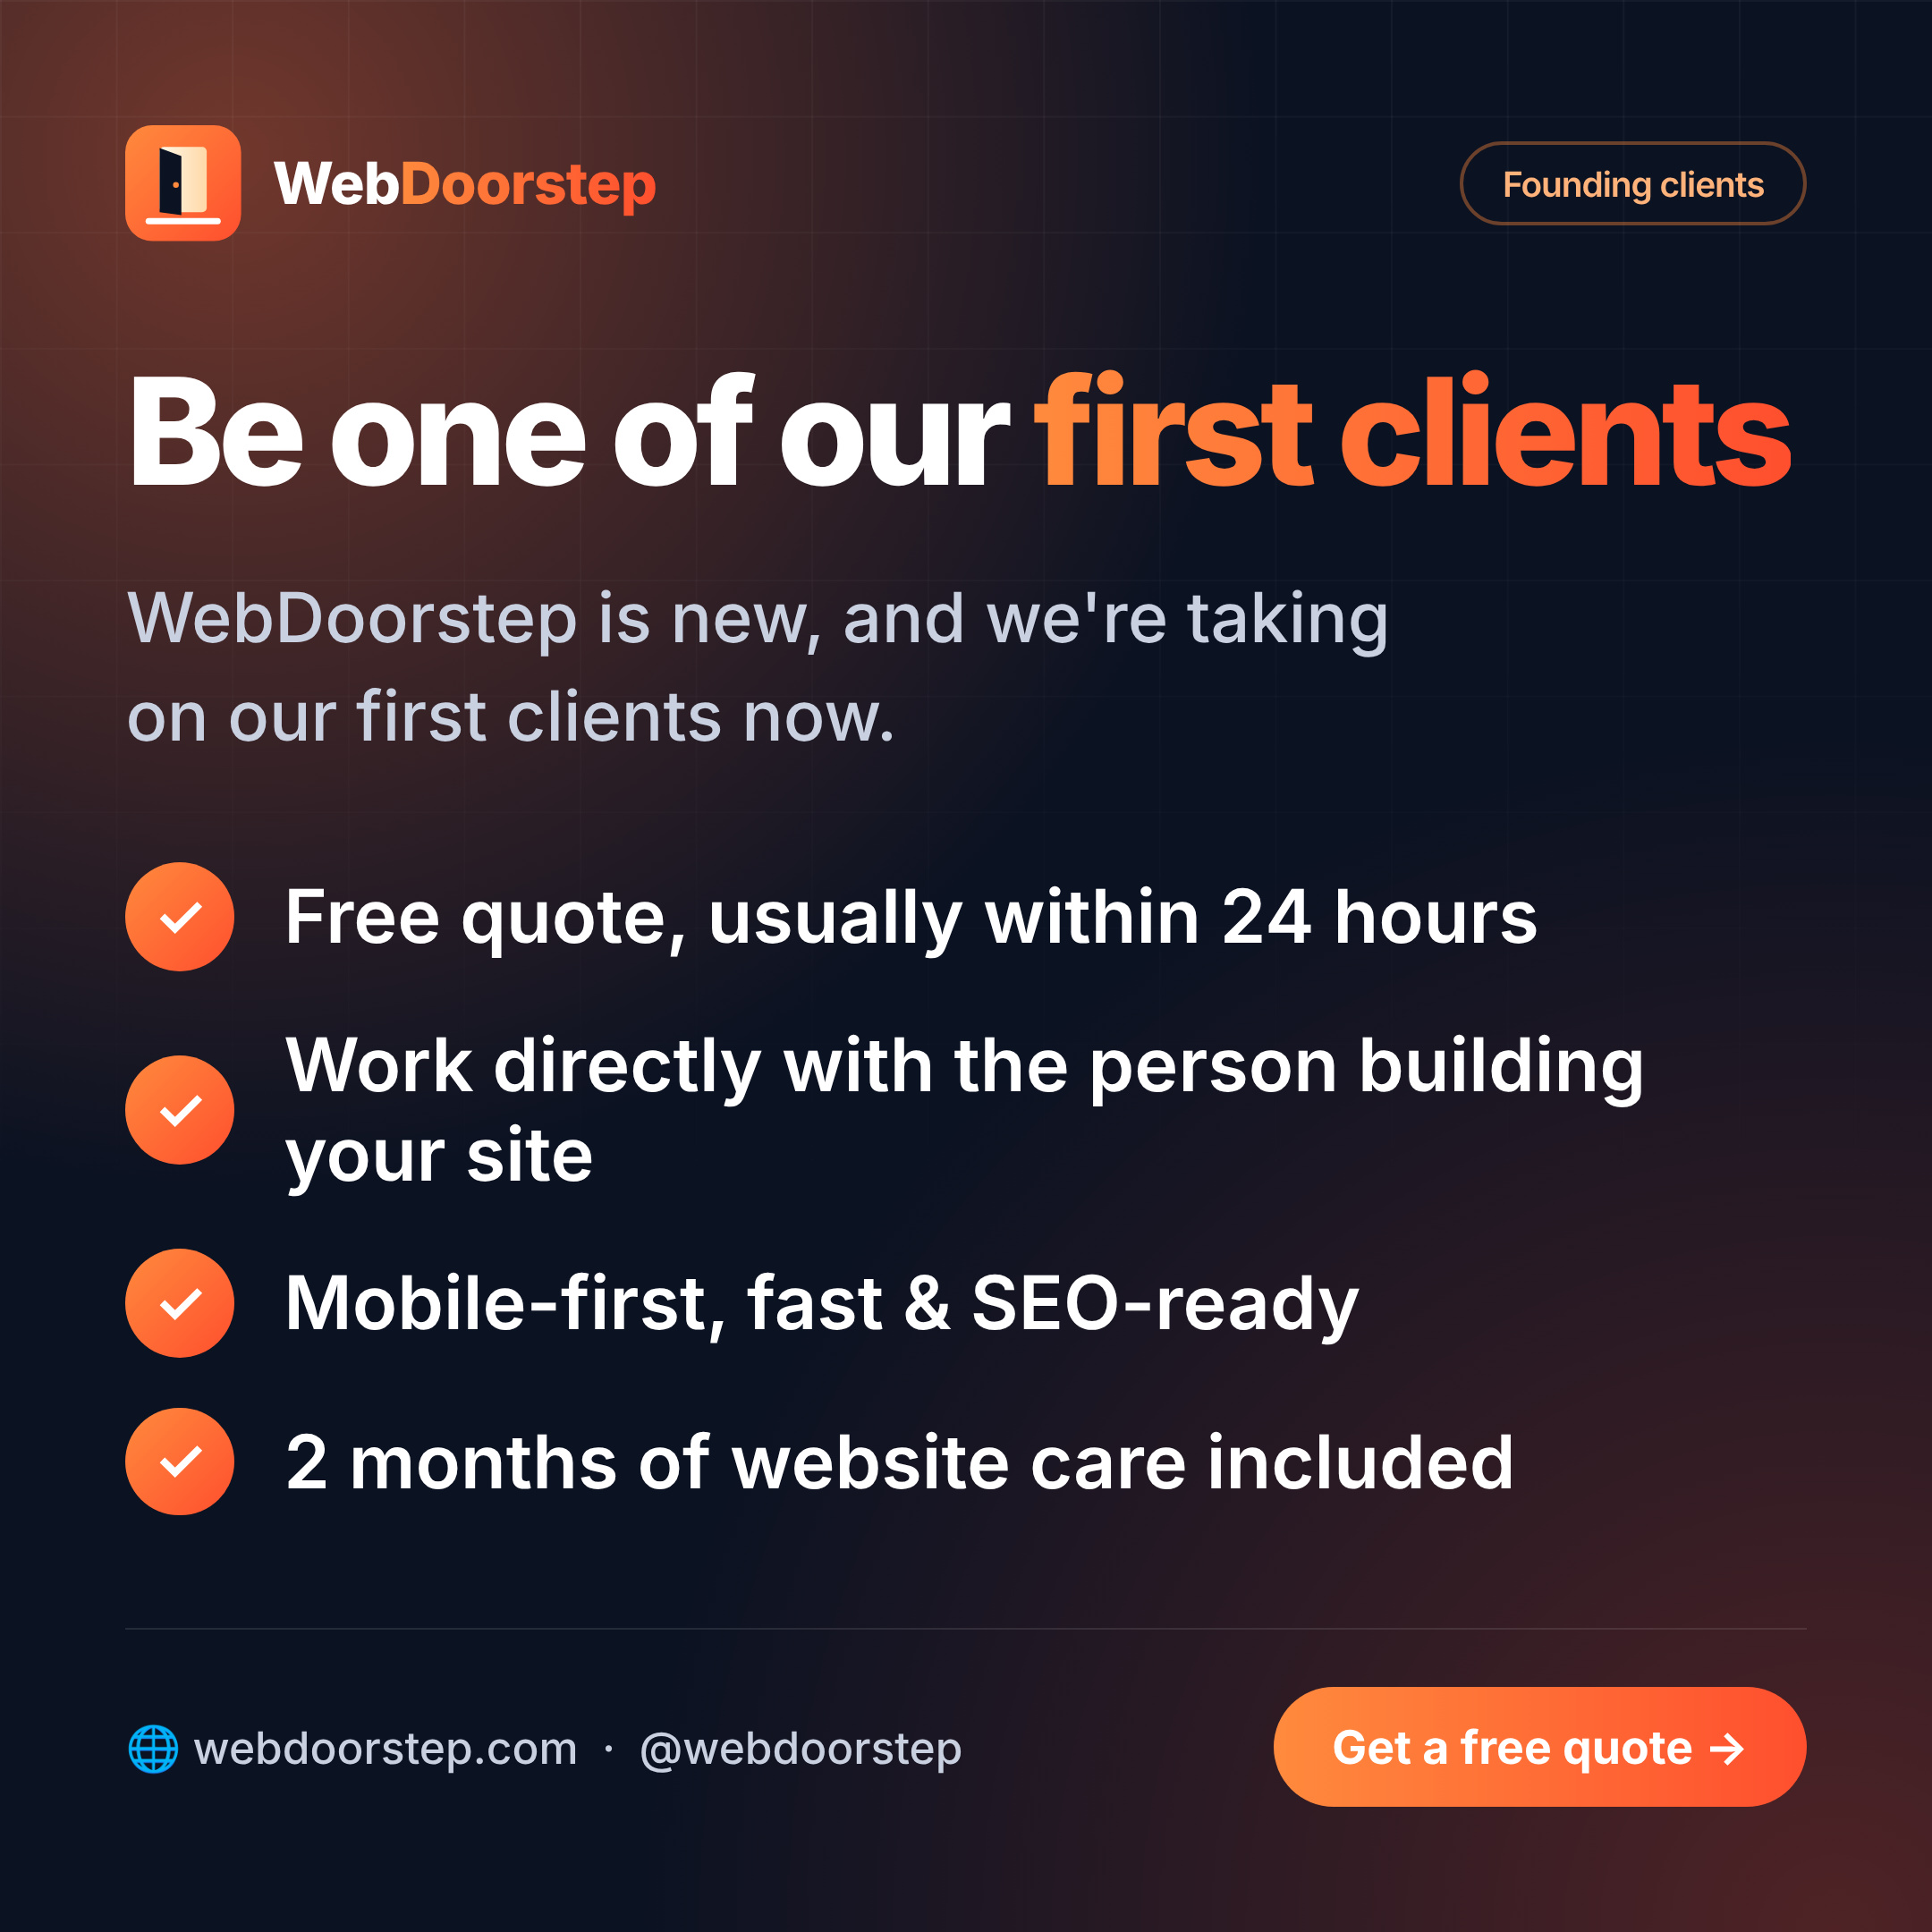 WebDoorstep
Founding clients
Be one of our first clients
WebDoorstep is new, and we're taking
on our first clients now.
Free quote, usually within 24 hours
Work directly with the person building
your site
Mobile-first, fast & SEO-ready
2 months of website care included
webdoorstep.com · @webdoorstep
Get a free quote →